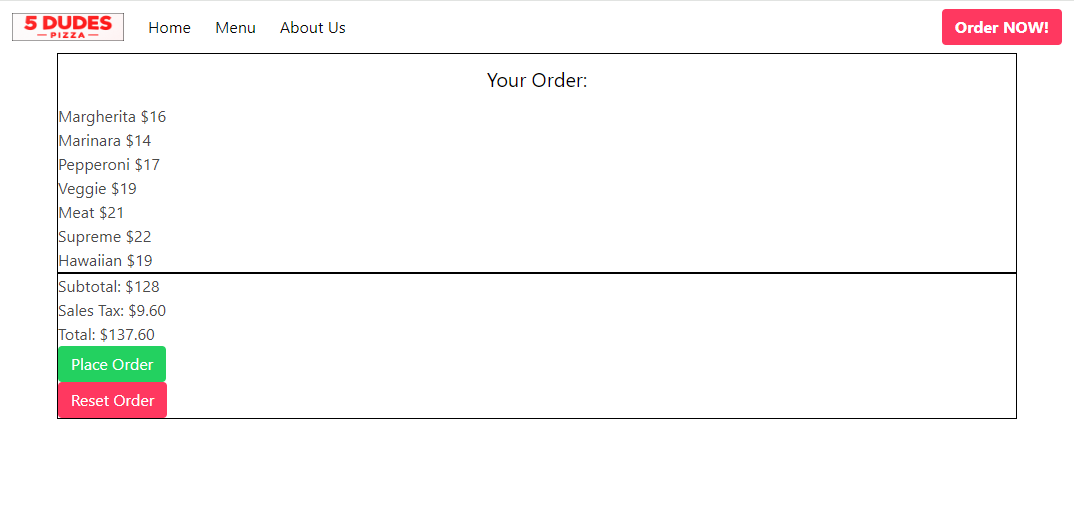 5 DUDES
PIZZA
Home Menu About Us Order NOW!
Your Order:
Margherita $16
Marinara $14
Pepperoni $17
Veggie $19
Meat $21
Supreme $22
Hawaiian $19
Subtotal: $128
Sales Tax: $9.60
Total: $137.60
Place Order
Reset Order